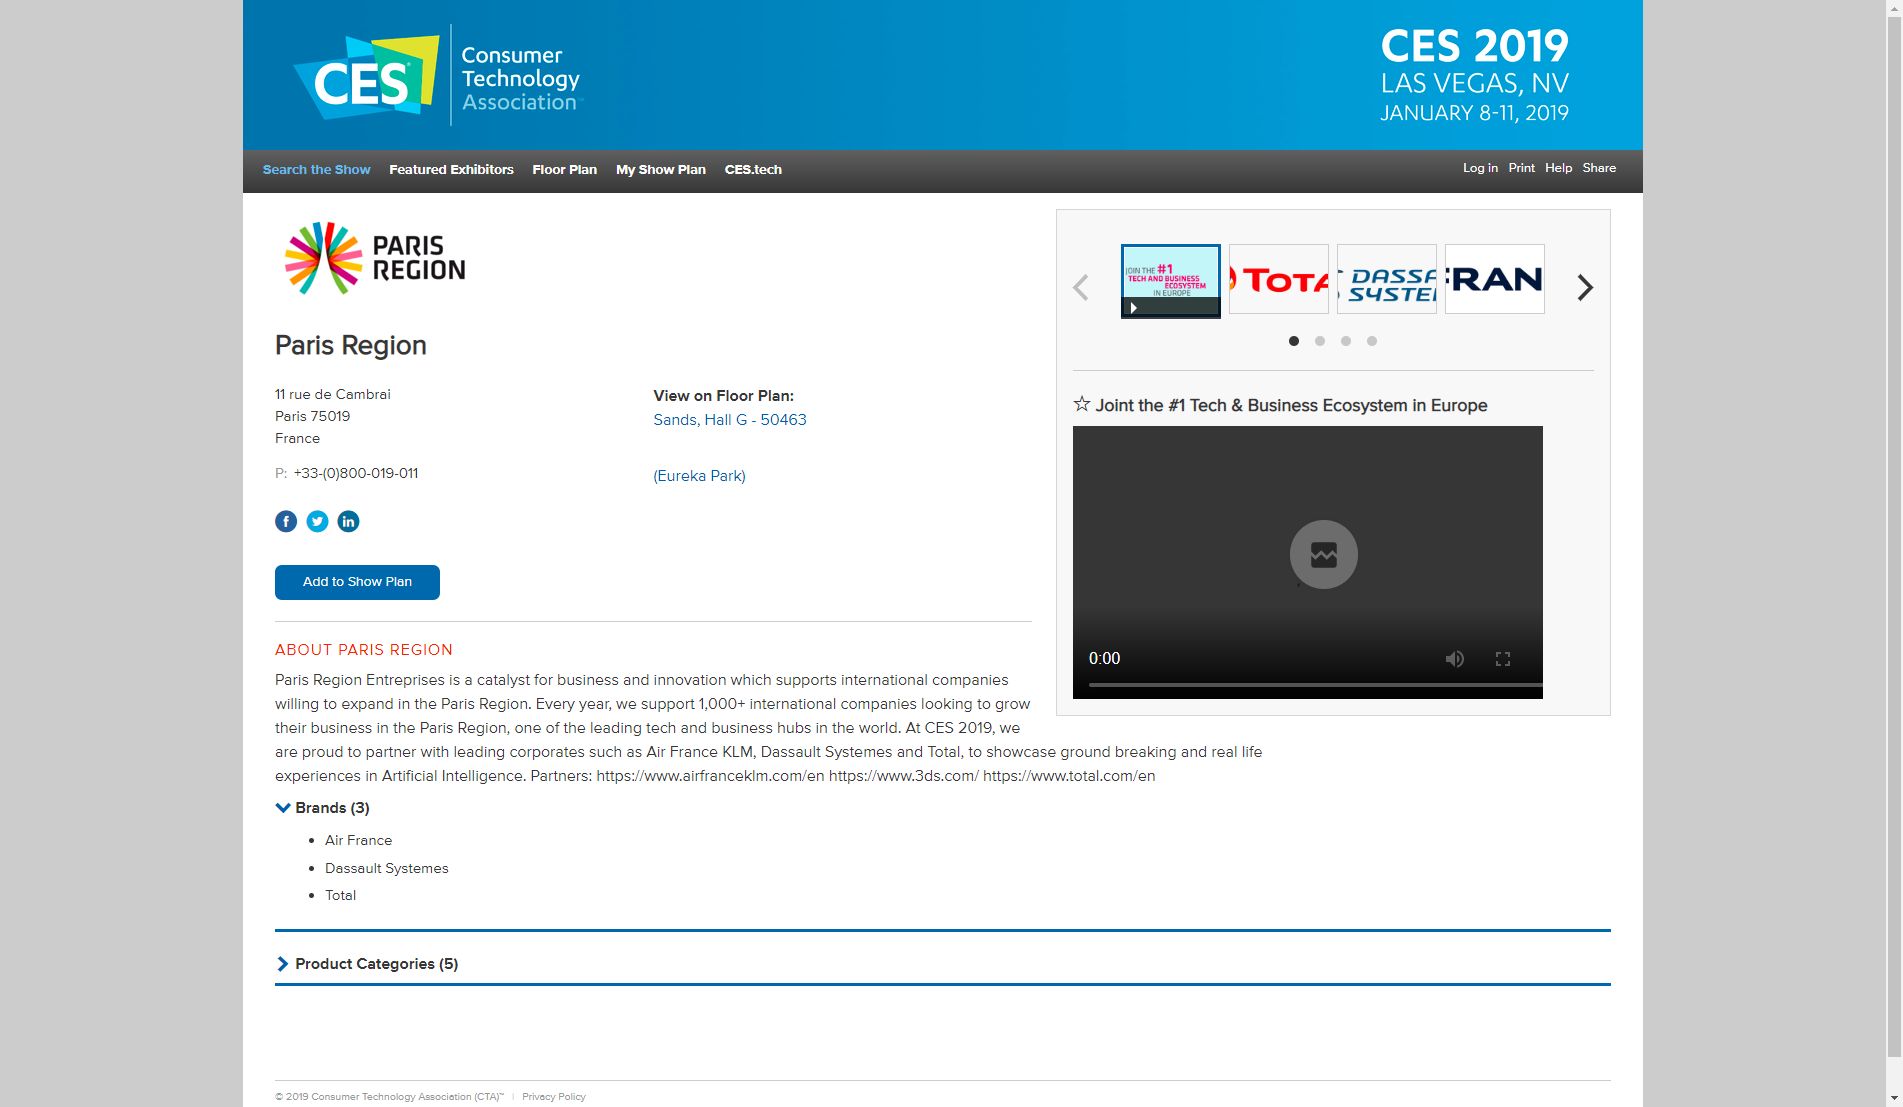 CES
Consumer
Technology
Association
CES 2019
LAS VEGAS, NV
JANUARY 8-11, 2019
Search the Show Featured Exhibitors Floor Plan My Show Plan CES.tech
Log in Print Help Share
PARIS
REGION
Paris Region
11 rue de Cambrai
Paris 75019
France
P: +33-(0)800-019-011
View on Floor Plan:
Sands, Hall G - 50463
(Eureka Park)
f in
Add to Show Plan
JOIN THE #1
TECH AND BUSINESS
ECOSYSTEM
IN EUROPE
TOTA
DASSA
SYSTE
FRAN
☆ Joint the #1 Tech & Business Ecosystem in Europe
0:00
ABOUT PARIS REGION
Paris Region Entreprises is a catalyst for business and innovation which supports international companies
willing to expand in the Paris Region. Every year, we support 1,000+ international companies looking to grow
their business in the Paris Region, one of the leading tech and business hubs in the world. At CES 2019, we
are proud to partner with leading corporates such as Air France KLM, Dassault Systemes and Total, to showcase ground breaking and real life
experiences in Artificial Intelligence. Partners: https://www.airfranceklm.com/en https://www.3ds.com/ https://www.total.com/en
Brands (3)
• Air France
• Dassault Systemes
• Total
Product Categories (5)
© 2019 Consumer Technology Association (CTA)™ | Privacy Policy